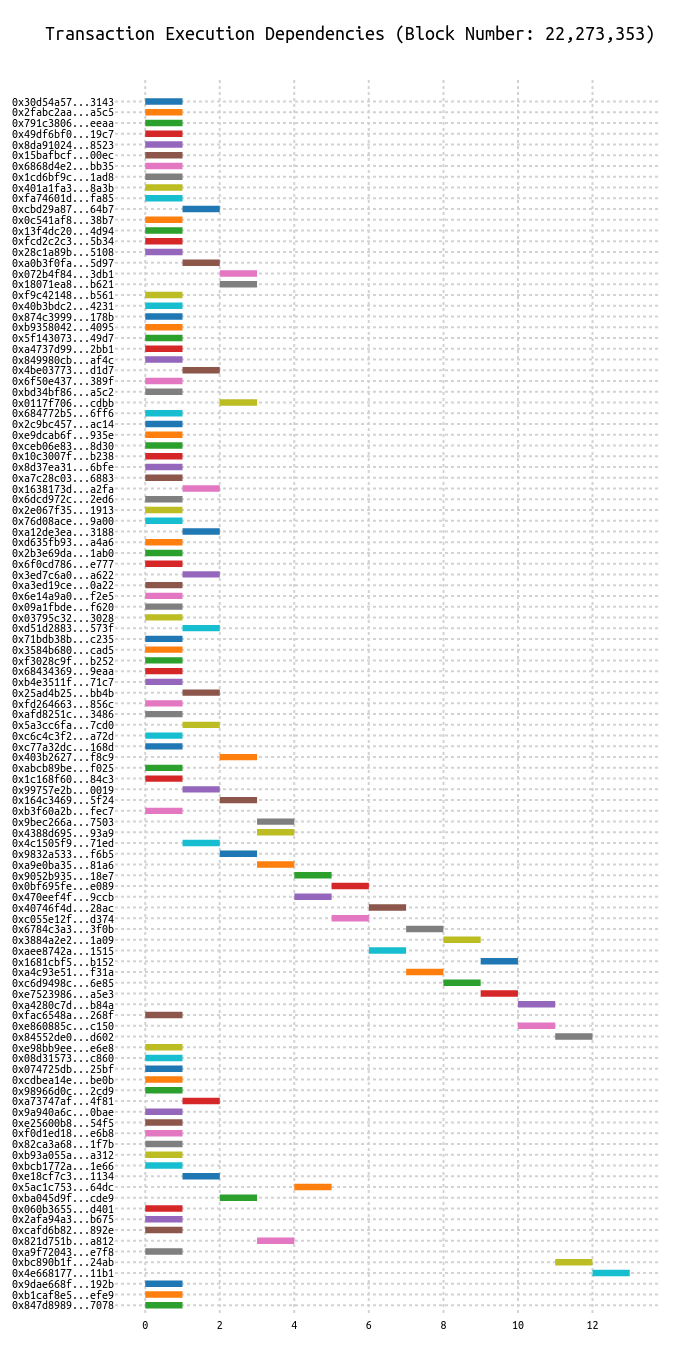 Transaction Execution Dependencies (Block Number: 22,273,353)
0x30d54a57...3143
0x2fabc2aa...a5c5
0x791c3806...eeaa
0x49df6bf0...19c7
0x8da91024...8523
0x15bafbcf...00ec
0x6868d4e2...bb35
0x1cd6bf9c...1ad8
0x401a1fa3...8a3b
0xfa74601d...fa85
0xcbd29a87...64b7
0x0c541af8...38b7
0x13f4dc20...4d94
0xfcd2c2c3...5b34
0x28c1a89b...5108
0xa0b3f0fa...5d97
0x072b4f84...3db1
0x18071ea8...b621
0xf9c42148...b561
0x40b3bdc2...4231
0x874c3999...178b
0xb9358042...4095
0x5f143073...49d7
0xa4737d99...2bb1
0x849980cb...af4c
0x4be03773...d1d7
0x6f50e437...389f
0xbd34bf86...a5c2
0x0117f706...cdbb
0x684772b5...6ff6
0x2c9bc457...ac14
0xe9dcab6f...935e
0xceb06e83...8d30
0x10c3007f...b238
0x8d37ea31...6bfe
0xa7c28c03...6883
0x1638173d...a2fa
0x6dcd972c...2ed6
0x2e067f35...1913
0x76d08ace...9a00
0xa12de3ea...3188
0xd635fb93...a4a6
0x2b3e69da...1ab0
0x6f0cd786...e777
0x3ed7c6a0...a622
0xa3ed19ce...0a22
0x6e14a9a0...f2e5
0x09a1fbde...f620
0x03795c32...3028
0xd51d2883...573f
0x71bdb38b...c235
0x3584b680...cad5
0xf3028c9f...b252
0x68434369...9eaa
0xb4e3511f...71c7
0x25ad4b25...bb4b
0xfd264663...856c
0xafd8251c...3486
0x5a3cc6fa...7cd0
0xc6c4c3f2...a72d
0xc77a32dc...168d
0x403b2627...f8c9
0xabcb89be...f025
0x1c168f60...84c3
0x99757e2b...0019
0x164c3469...5f24
0xb3f60a2b...fec7
0x9bec266a...7503
0x4388d695...93a9
0x4c1505f9...71ed
0x9832a533...f6b5
0xa9e0ba35...81a6
0x9052b935...18e7
0x0bf695fe...e089
0x470eef4f...9ccb
0x40746f4d...28ac
0xc055e12f...d374
0x6784c3a3...3f0b
0x3884a2e2...1a09
0xaee8742a...1515
0x1681cbf5...b152
0xa4c93e51...f31a
0xc6d9498c...6e85
0xe7523986...a5e3
0xa4280c7d...b84a
0xfac6548a...268f
0xe860885c...c150
0x84552de0...d602
0xe98bb9ee...e6e8
0x08d31573...c860
0x074725db...25bf
0xcdbea14e...be0b
0x98966d0c...2cd9
0xa73747af...4f81
0x9a940a6c...0bae
0xe25600b8...54f5
0xf0d1ed18...e6b8
0x82ca3a68...1f7b
0xb93a055a...a312
0xbcb1772a...1e66
0xe18cf7c3...1134
0x5ac1c753...64dc
0xba045d9f...cde9
0x060b3655...d401
0x2afa94a3...b675
0xcafd6b82...892e
0x821d751b...a812
0xa9f72043...e7f8
0xbc890b1f...24ab
0x4e668177...11b1
0x9dae668f...192b
0xb1caf8e5...efe9
0x847d8989...7078
0 2 4 6 8 10 12